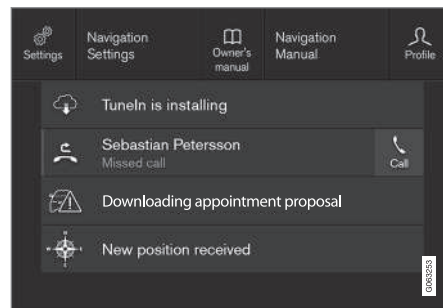 Settings
Navigation
Settings
Owner's
manual
Navigation
Manual
Profile
TuneIn is installing
Sebastian Petersson
Missed call
Call
Downloading appointment proposal
New position received
G063253